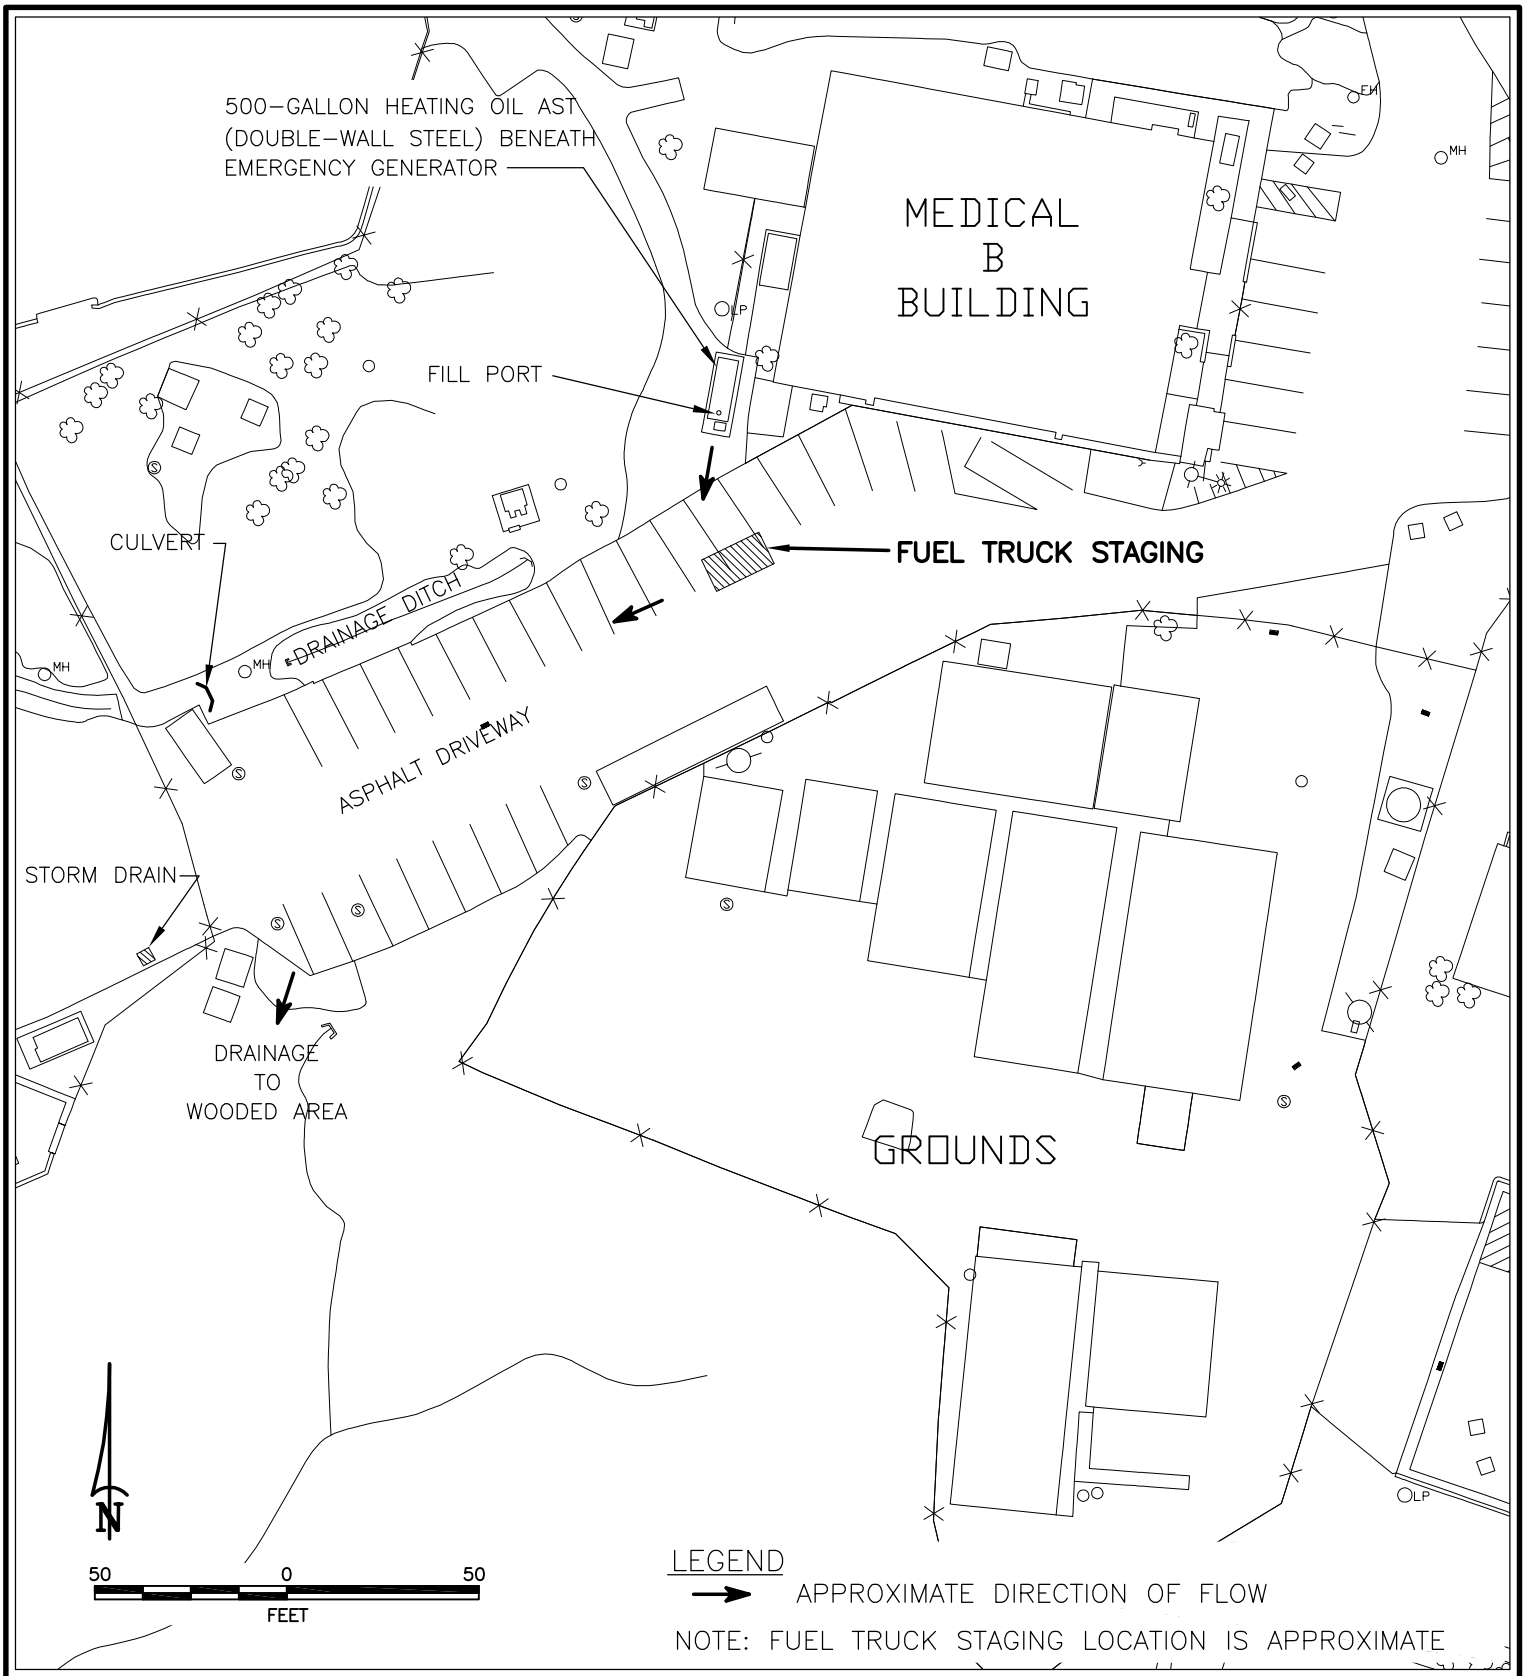 500-GALLON HEATING OIL AST
(DOUBLE-WALL STEEL) BENEATH
EMERGENCY GENERATOR
FH
MH
MEDICAL
B
BUILDING
LP
FILL PORT
S
CULVERT
FUEL TRUCK STAGING
DRAINAGE DITCH
MH
MH
ASPHALT DRIVEWAY
S
S
STORM DRAIN
S
S
S
DRAINAGE
TO
WOODED AREA
S
GROUNDS
N
LP
50 0 50
FEET
LEGEND
APPROXIMATE DIRECTION OF FLOW
NOTE: FUEL TRUCK STAGING LOCATION IS APPROXIMATE